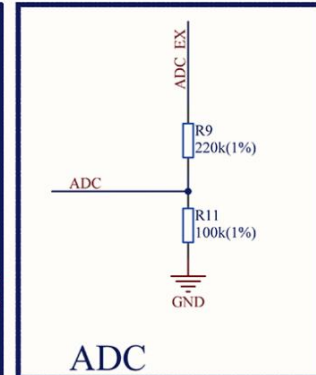 ADC EX
R9
220k(1%)
ADC
R11
100k(1%)
GND
ADC